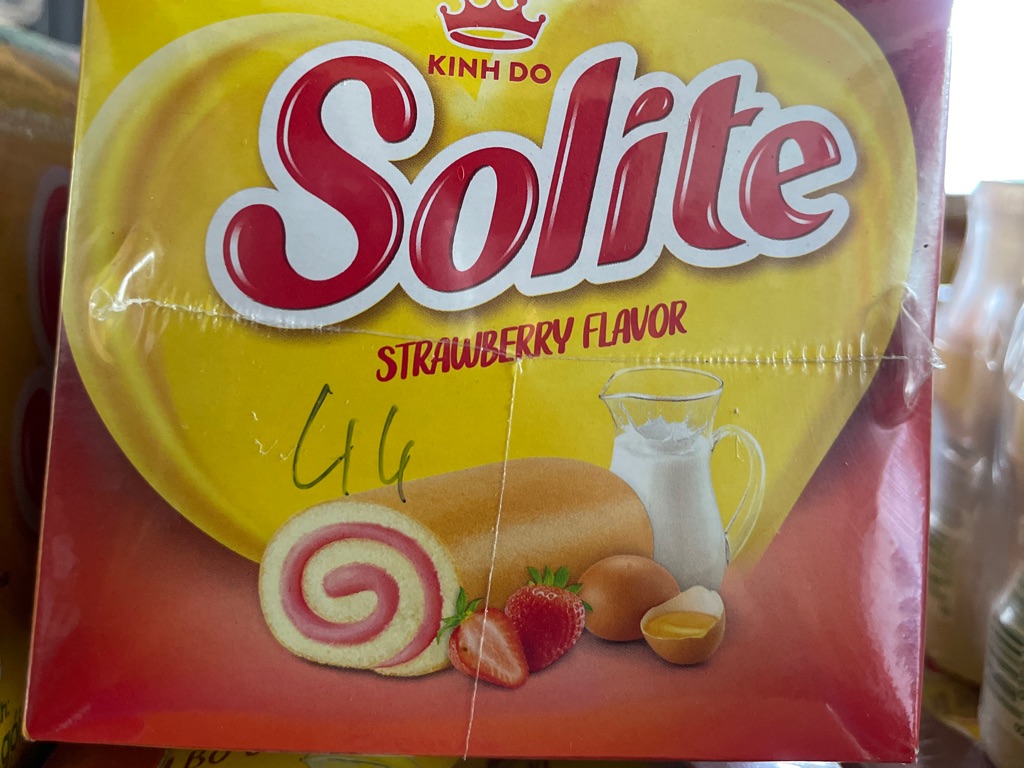 KINH DO
Solite
STRAWBERRY FLAVOR
44